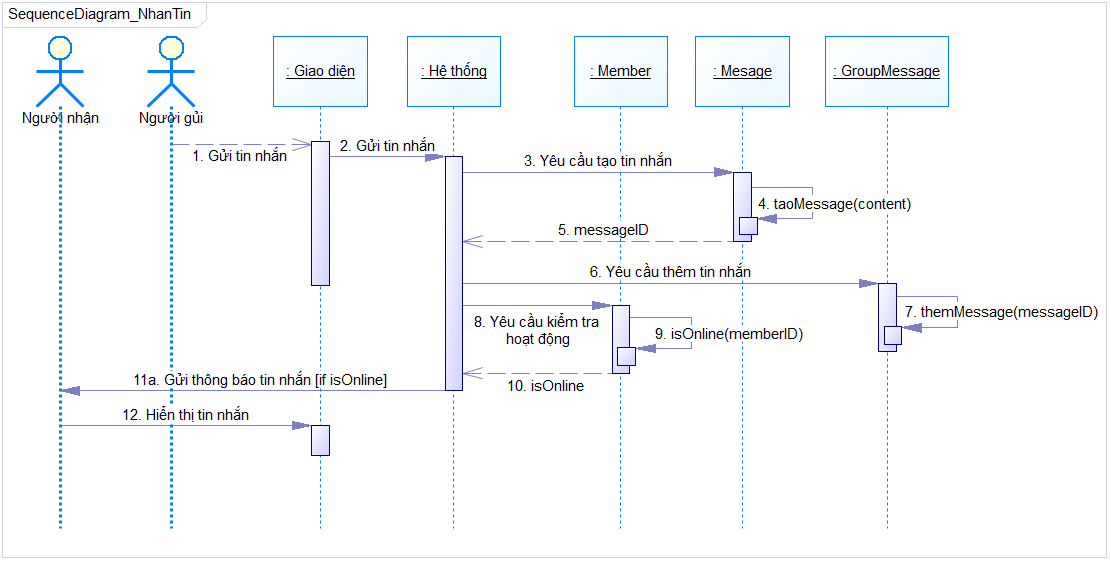 SequenceDiagram_NhanTin
Người nhận
Người gửi
: Giao diện
: Hệ thống
: Member
: Mesage
: GroupMessage
1. Gửi tin nhắn
2. Gửi tin nhắn
3. Yêu cầu tạo tin nhắn
4. taoMessage(content)
5. messageID
6. Yêu cầu thêm tin nhắn
7. themMessage(messageID)
8. Yêu cầu kiểm tra
hoạt động
9. isOnline(memberID)
10. isOnline
11a. Gửi thông báo tin nhắn [if isOnline]
12. Hiển thị tin nhắn